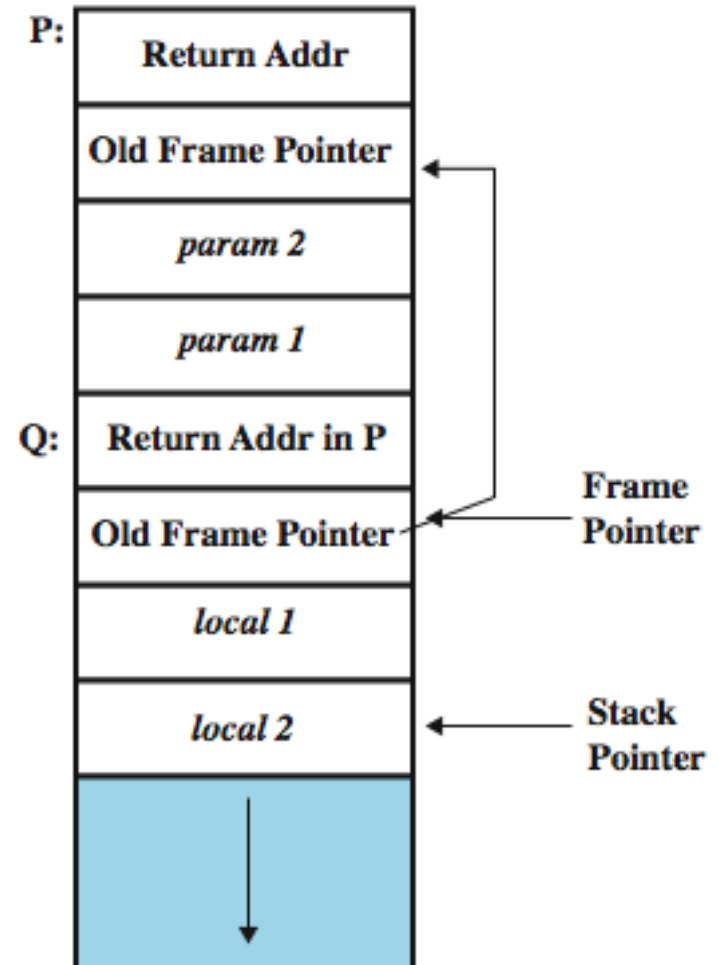 P:
Return Addr
Old Frame Pointer
param 2
param 1
Q:
Return Addr in P
Old Frame Pointer
Frame
Pointer
local 1
local 2
Stack
Pointer